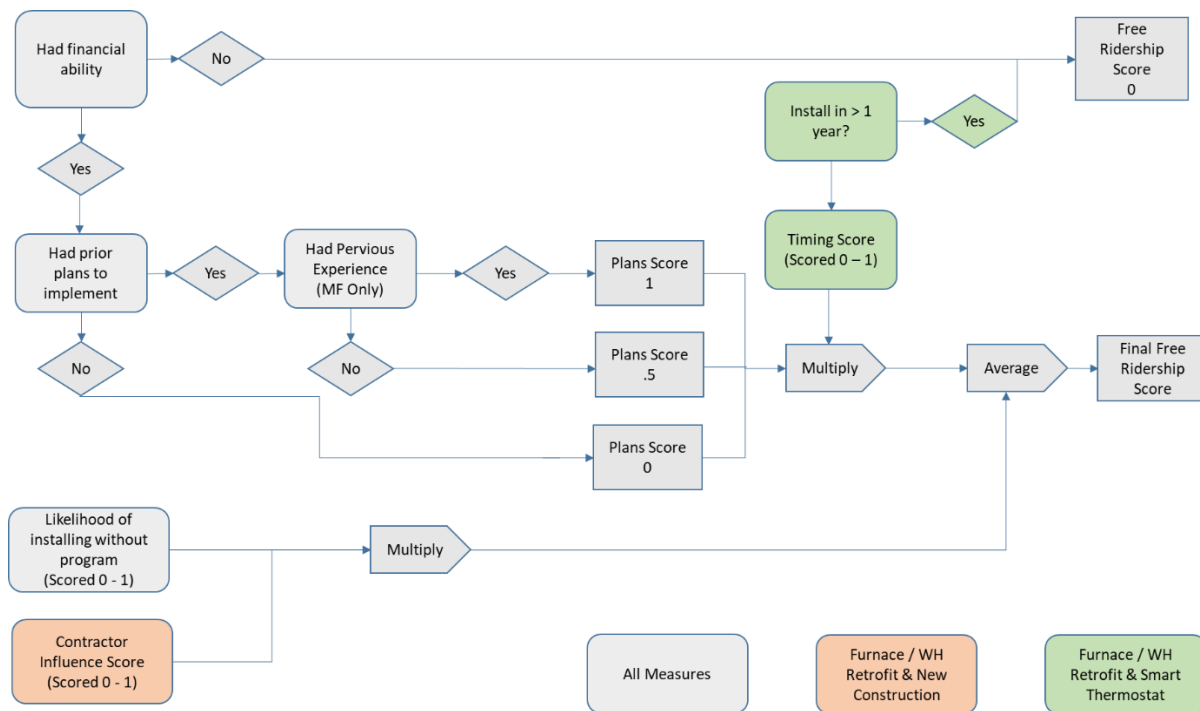 Had financial
ability
No
Free
Ridership
Score
0
Install in > 1
year?
Yes
Yes
Had prior
plans to
implement
Yes
Had Pervious
Experience
(MF Only)
Yes
Plans Score
1
Timing Score
(Scored 0 – 1)
No
No
Plans Score
.5
Multiply
Average
Final Free
Ridership
Score
Plans Score
0
Likelihood of
installing without
program
(Scored 0 - 1)
Multiply
Contractor
Influence Score
(Scored 0 - 1)
All Measures
Furnace / WH
Retrofit & New
Construction
Furnace / WH
Retrofit & Smart
Thermostat